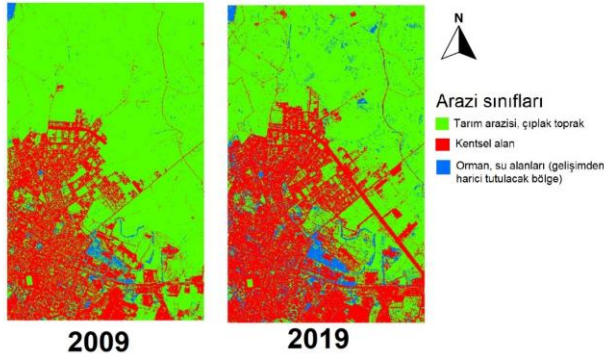 N
Arazi sınıfları
Tarım arazisi, çıplak toprak
Kentsel alan
Orman, su alanları (gelişimden
harici tutulacak bölge)
2009
2019